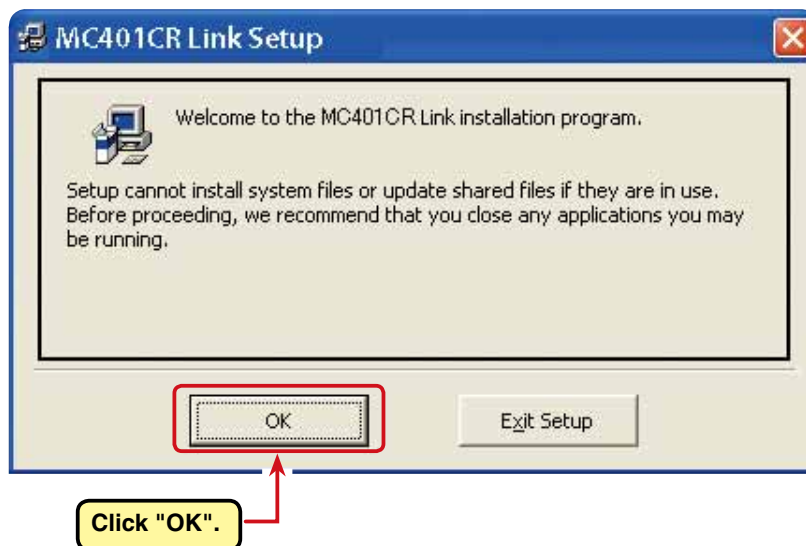 MC401CR Link Setup
Welcome to the MC401CR Link installation program.
Setup cannot install system files or update shared files if they are in use.
Before proceeding, we recommend that you close any applications you may
be running.
OK
Exit Setup
Click "OK".